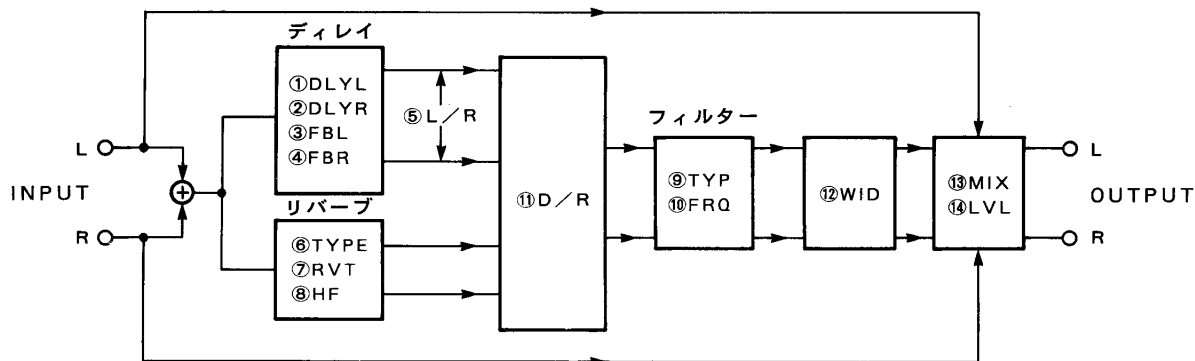 ディレイ
①DLYL
②DLYR
③FBL
④FBR
⑤L/R
リバーブ
⑥TYPE
⑦RVT
⑧HF
L
INPUT
R
⑪D/R
フィルター
⑨TYP
⑩FRQ
⑫WID
⑬MIX
⑭LVL
L
OUTPUT
R